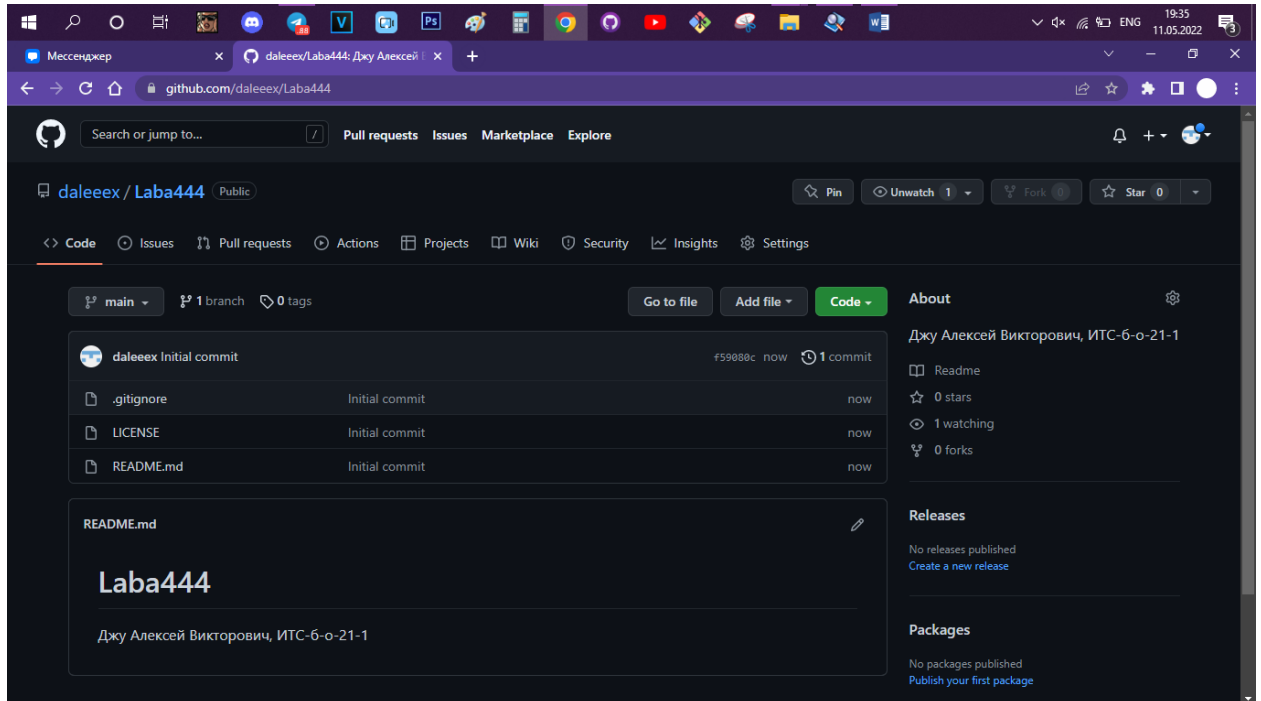 19:35
ENG
11.05.2022
3
88
V
Ps
W
Мессенджер
daleeex/Laba444: Джу Алексей
github.com/daleeex/Laba444
Search or jump to...
/
Pull requests Issues Marketplace Explore
daleeex / Laba444 Public
Pin
Unwatch 1
Fork 0
Star 0
Code Issues Pull requests Actions Projects Wiki Security Insights Settings
main 1 branch 0 tags
Go to file Add file Code
About
Джу Алексей Викторович, ИТС-б-о-21-1
daleeex Initial commit f59080c now 1 commit
Readme
.gitignore Initial commit now
0 stars
LICENSE Initial commit now
1 watching
README.md Initial commit now
0 forks
README.md
Laba444
Джу Алексей Викторович, ИТС-б-о-21-1
Releases
No releases published
Create a new release
Packages
No packages published
Publish your first package